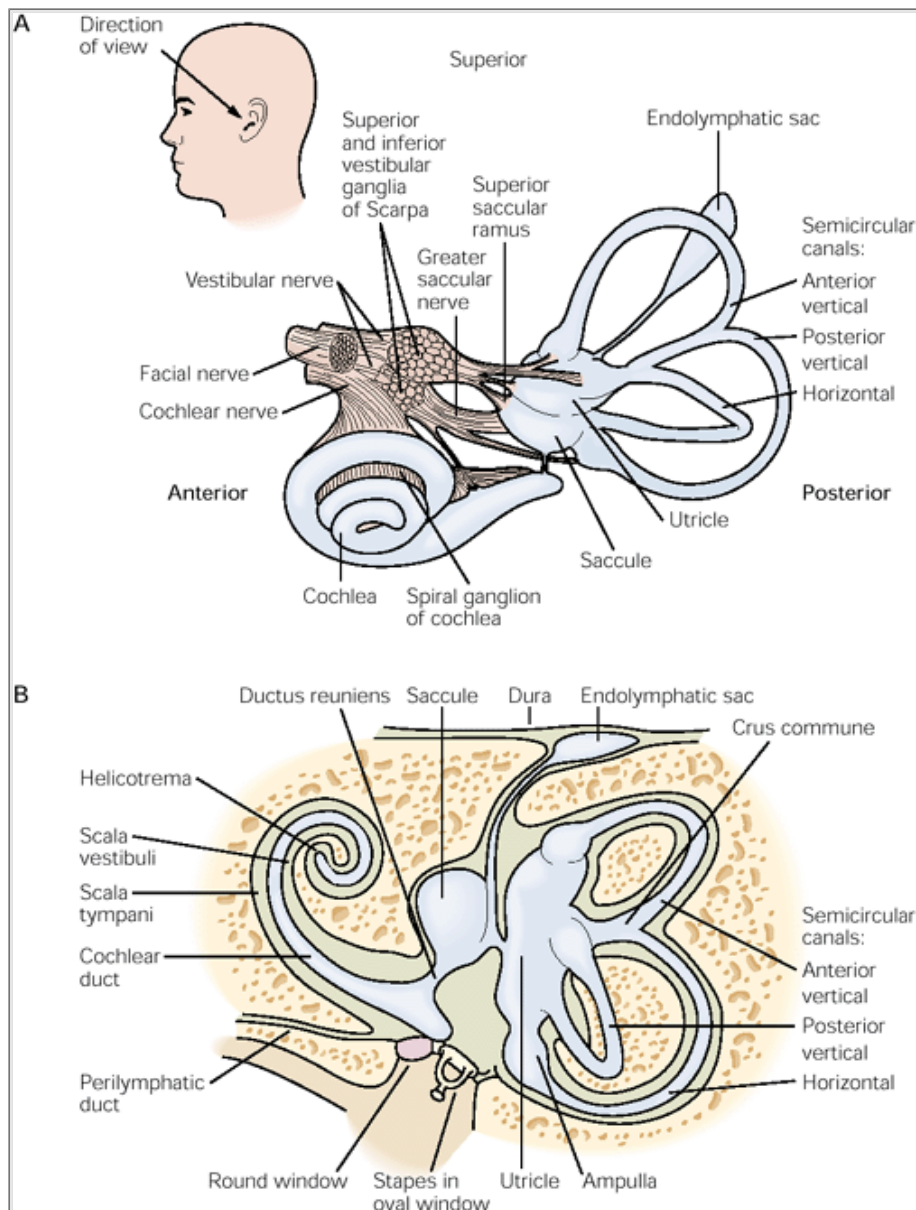 A
Direction
of view
Superior
Endolymphatic sac
Superior
and inferior
vestibular
ganglia
of Scarpa
Superior
saccular
ramus
Semicircular
canals:
Greater
saccular
nerve
Vestibular nerve
Anterior
vertical
Posterior
vertical
Facial nerve
Horizontal
Cochlear nerve
Anterior
Posterior
Utricle
Saccule
Cochlea
Spiral ganglion
of cochlea
B
Ductus reuniens
Saccule
Dura
Endolymphatic sac
Crus commune
Helicotrema
Scala
vestibuli
Scala
tympani
Cochlear
duct
Semicircular
canals:
Anterior
vertical
Posterior
vertical
Perilymphatic
duct
Horizontal
Round window
Stapes in
oval window
Utricle
Ampulla